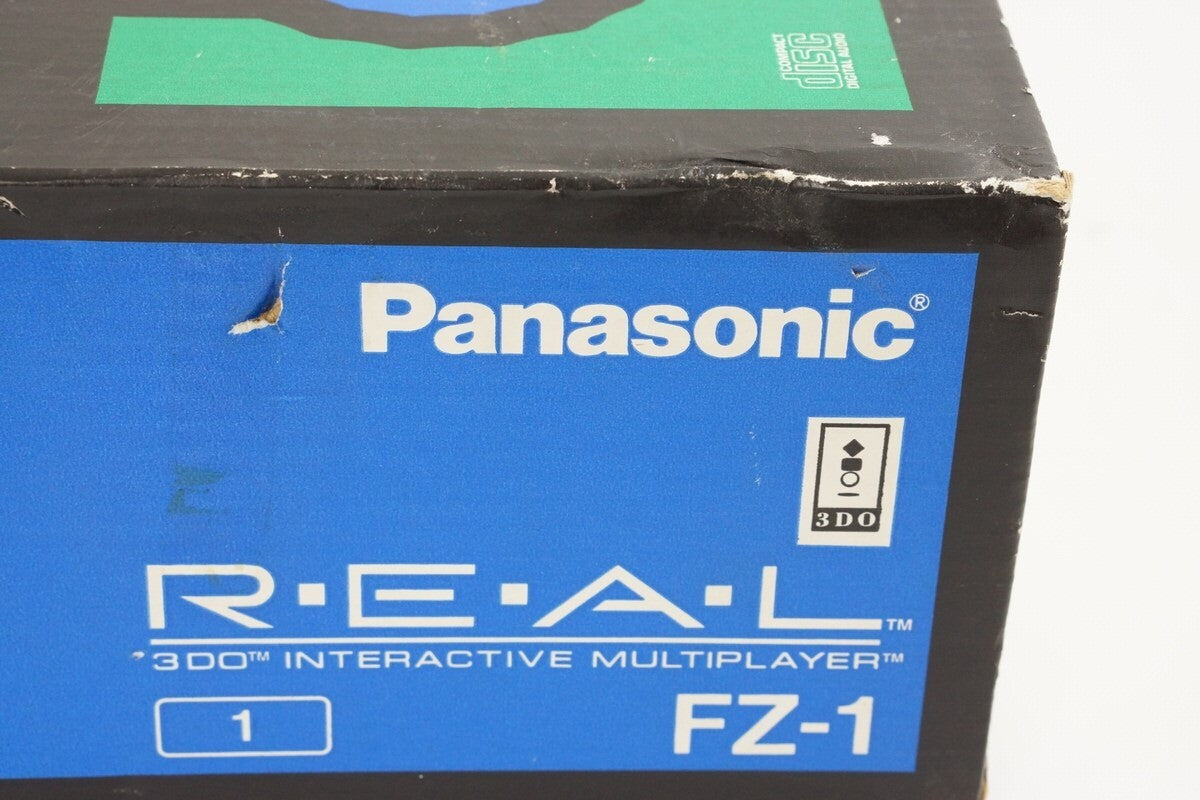 COMPACT
disc
DIGITAL AUDIO
Panasonic®
3DO
R·E·A·L™
3DO™ INTERACTIVE MULTIPLAYER™
1
FZ-1